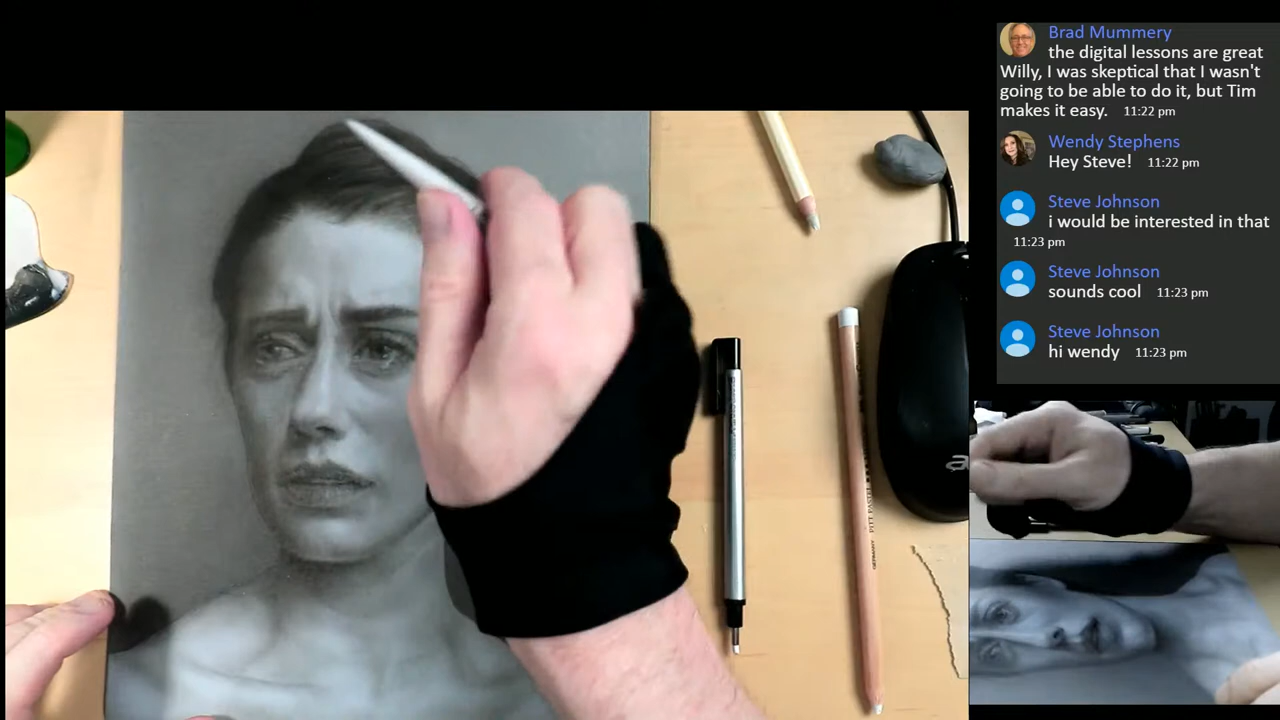 Brad Mummery
the digital lessons are great
Willy, I was skeptical that I wasn't
going to be able to do it, but Tim
makes it easy. 11:22 pm
Wendy Stephens
Hey Steve! 11:22 pm
Steve Johnson
i would be interested in that
11:23 pm
Steve Johnson
sounds cool 11:23 pm
Steve Johnson
hi wendy 11:23 pm
GERMANY PITT PASTEL